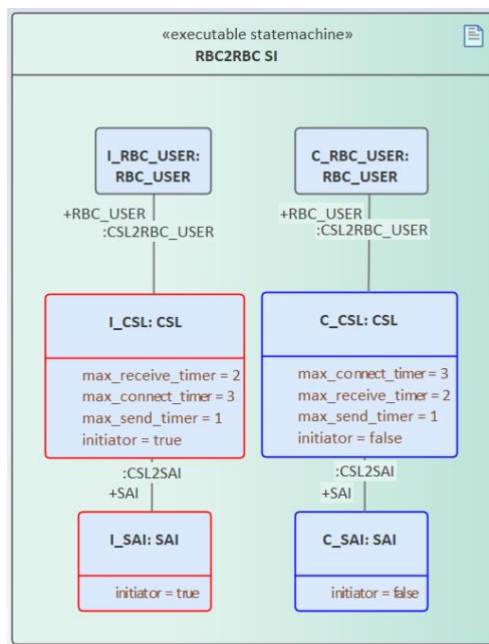 «executable statemachine»
RBC2RBC SI
I_RBC_USER:
RBC_USER
C_RBC_USER:
RBC_USER
+RBC_USER
:CSL2RBC_USER
+RBC_USER
:CSL2RBC_USER
I_CSL: CSL
max_receive_timer = 2
max_connect_timer = 3
max_send_timer = 1
initiator = true
C_CSL: CSL
max_connect_timer = 3
max_receive_timer = 2
max_send_timer = 1
initiator = false
:CSL2SAI
+SAI
:CSL2SAI
+SAI
I_SAI: SAI
initiator = true
C_SAI: SAI
initiator = false